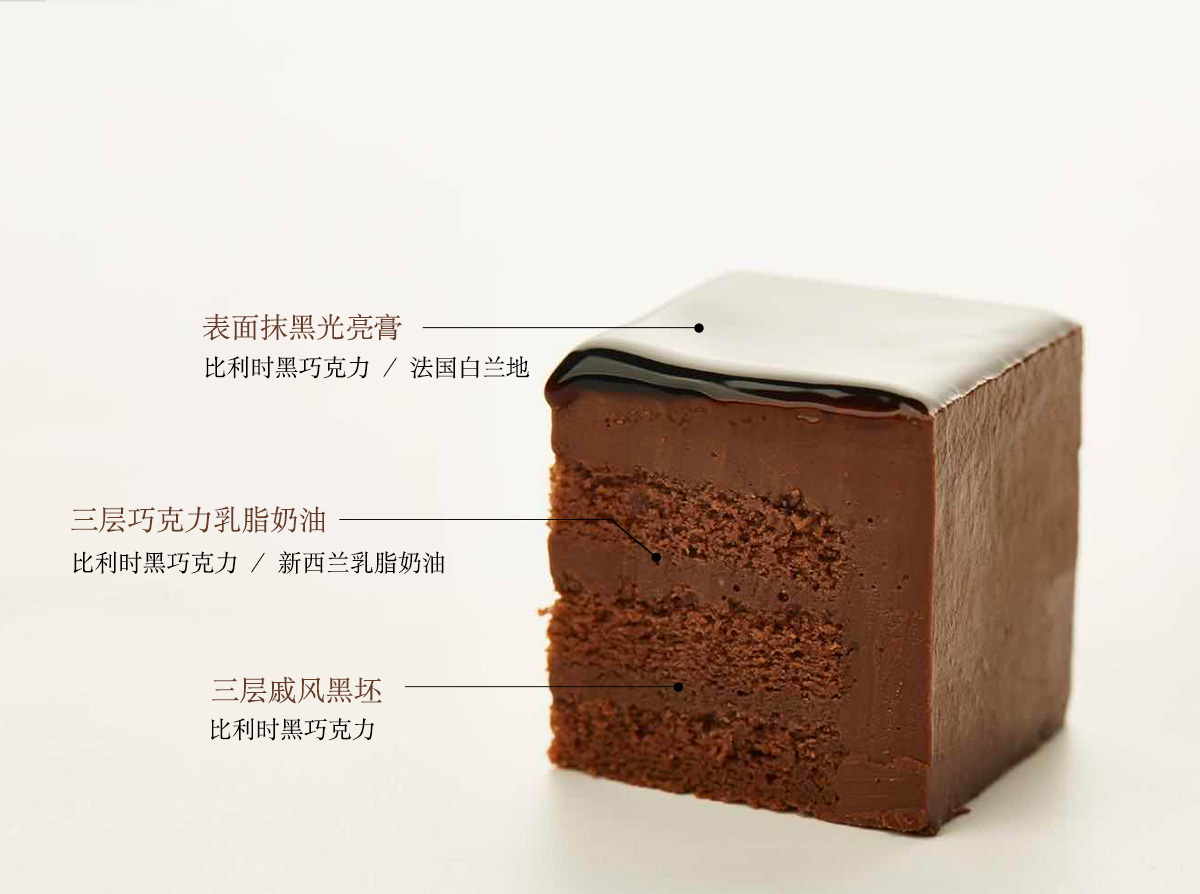 表面抹黑光亮膏
比利时黑巧克力 / 法国白兰地
三层巧克力乳脂奶油
比利时黑巧克力 / 新西兰乳脂奶油
三层戚风黑坯
比利时黑巧克力